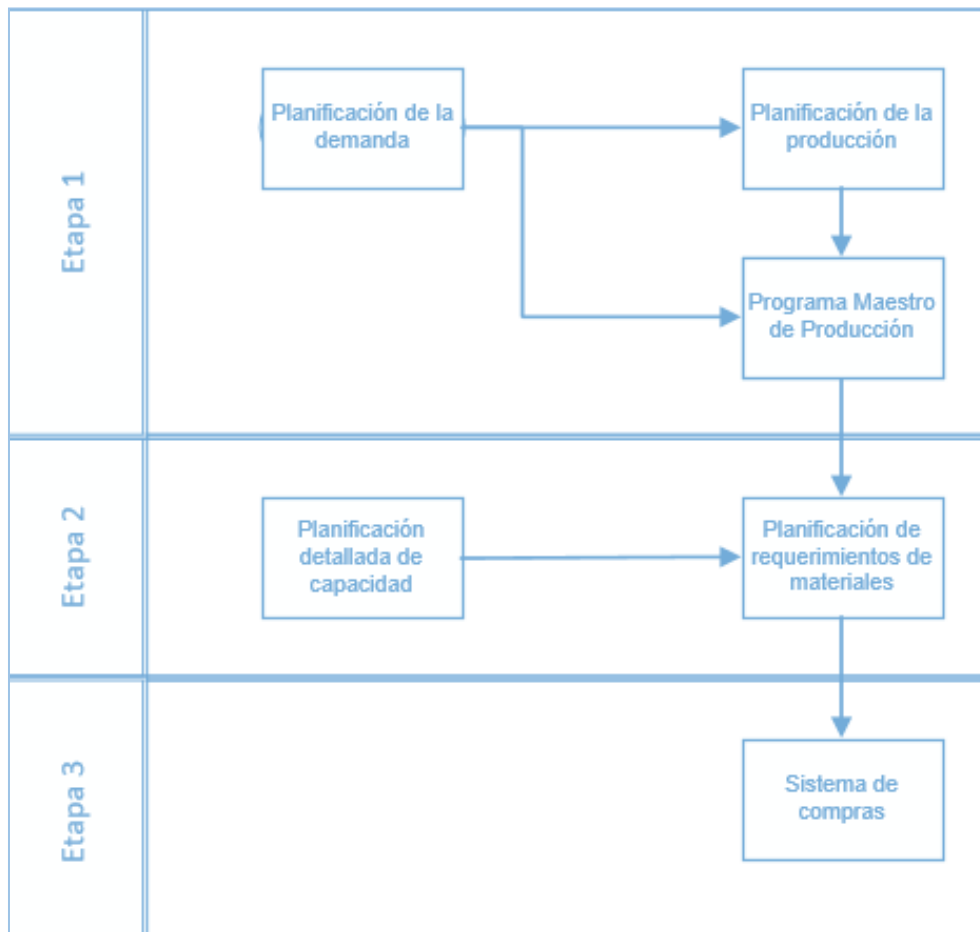 Etapa 1
Planificación de la
demanda
Planificación de la
producción
Programa Maestro
de Producción
Etapa 2
Planificación
detallada de
capacidad
Planificación de
requerimientos de
materiales
Etapa 3
Sistema de
compras